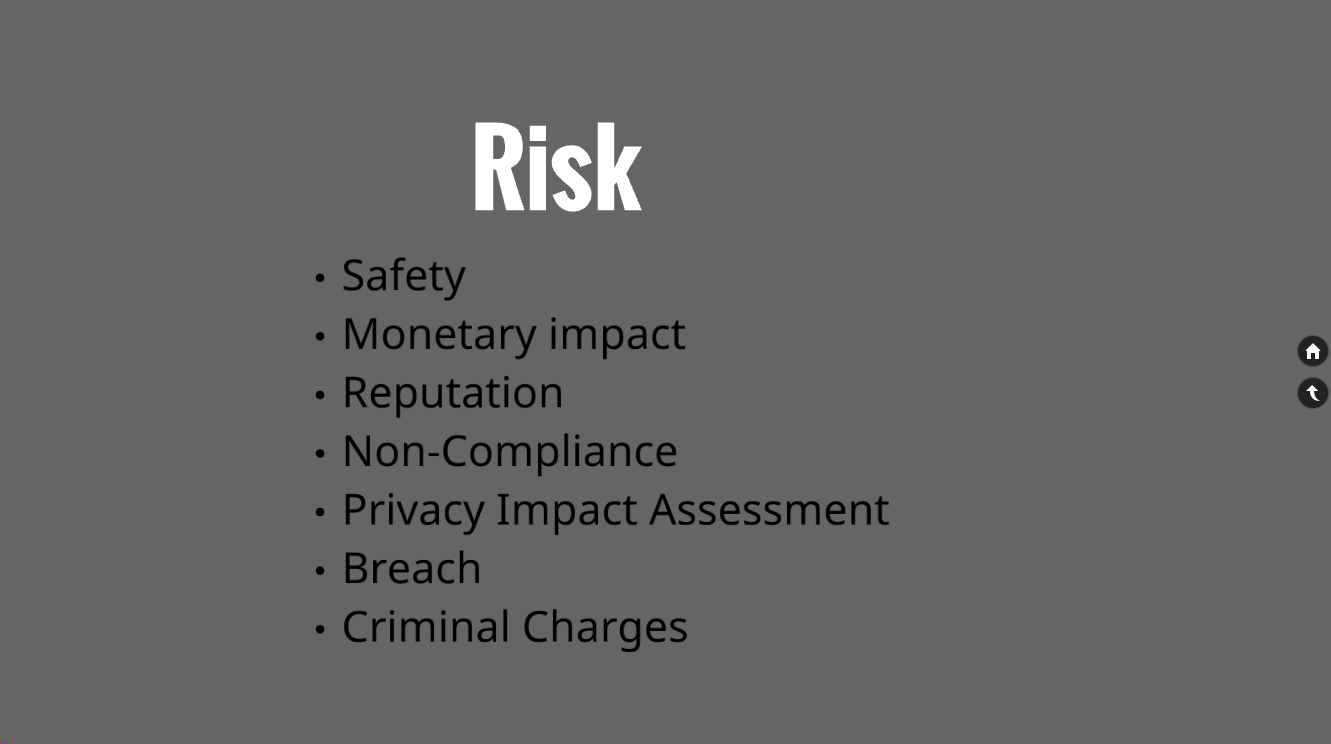 Risk
• Safety
• Monetary impact
• Reputation
• Non-Compliance
• Privacy Impact Assessment
• Breach
• Criminal Charges